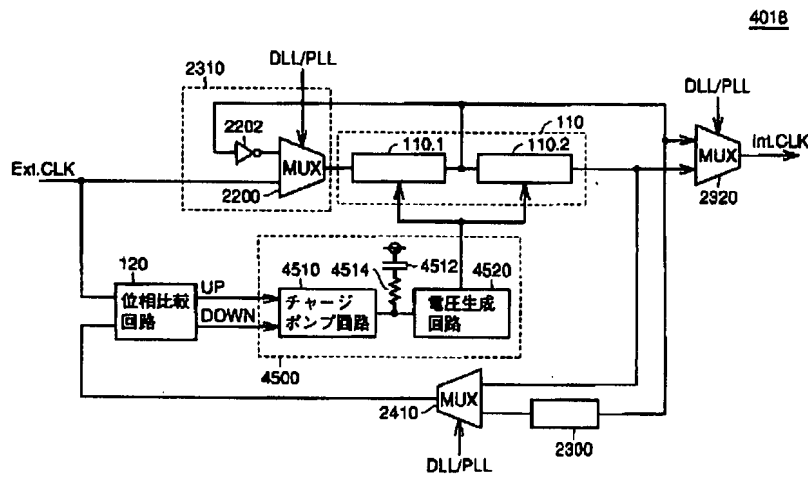 4018
DLL/PLL
2310
DLL/PLL
2202
110
110.1
110.2
MUX
MUX
int.CLK
Ext.CLK
2200
2320
120
4510
4514
4512
4520
位相比較
回路
UP
DOWN
チャージ
ポンプ回路
電圧生成
回路
4500
MUX
2410
2300
DLL/PLL